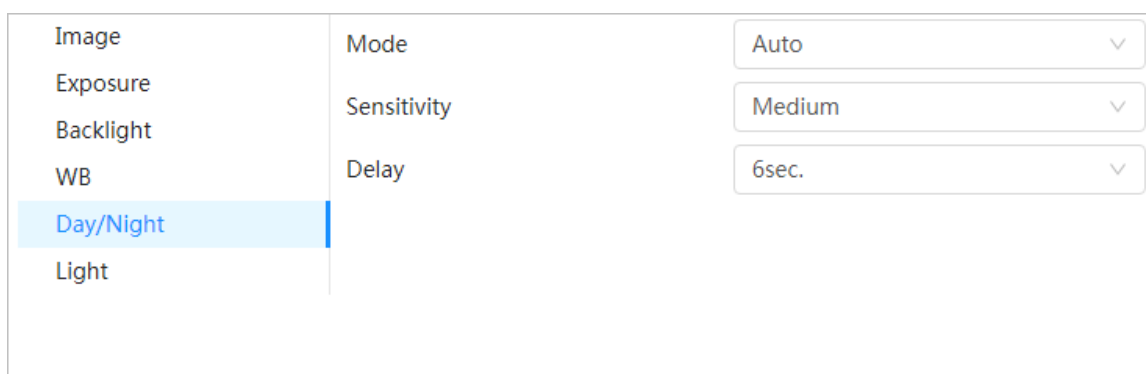 Image
Exposure
Backlight
WB
Day/Night
Light
Mode
Auto
Sensitivity
Medium
Delay
6sec.